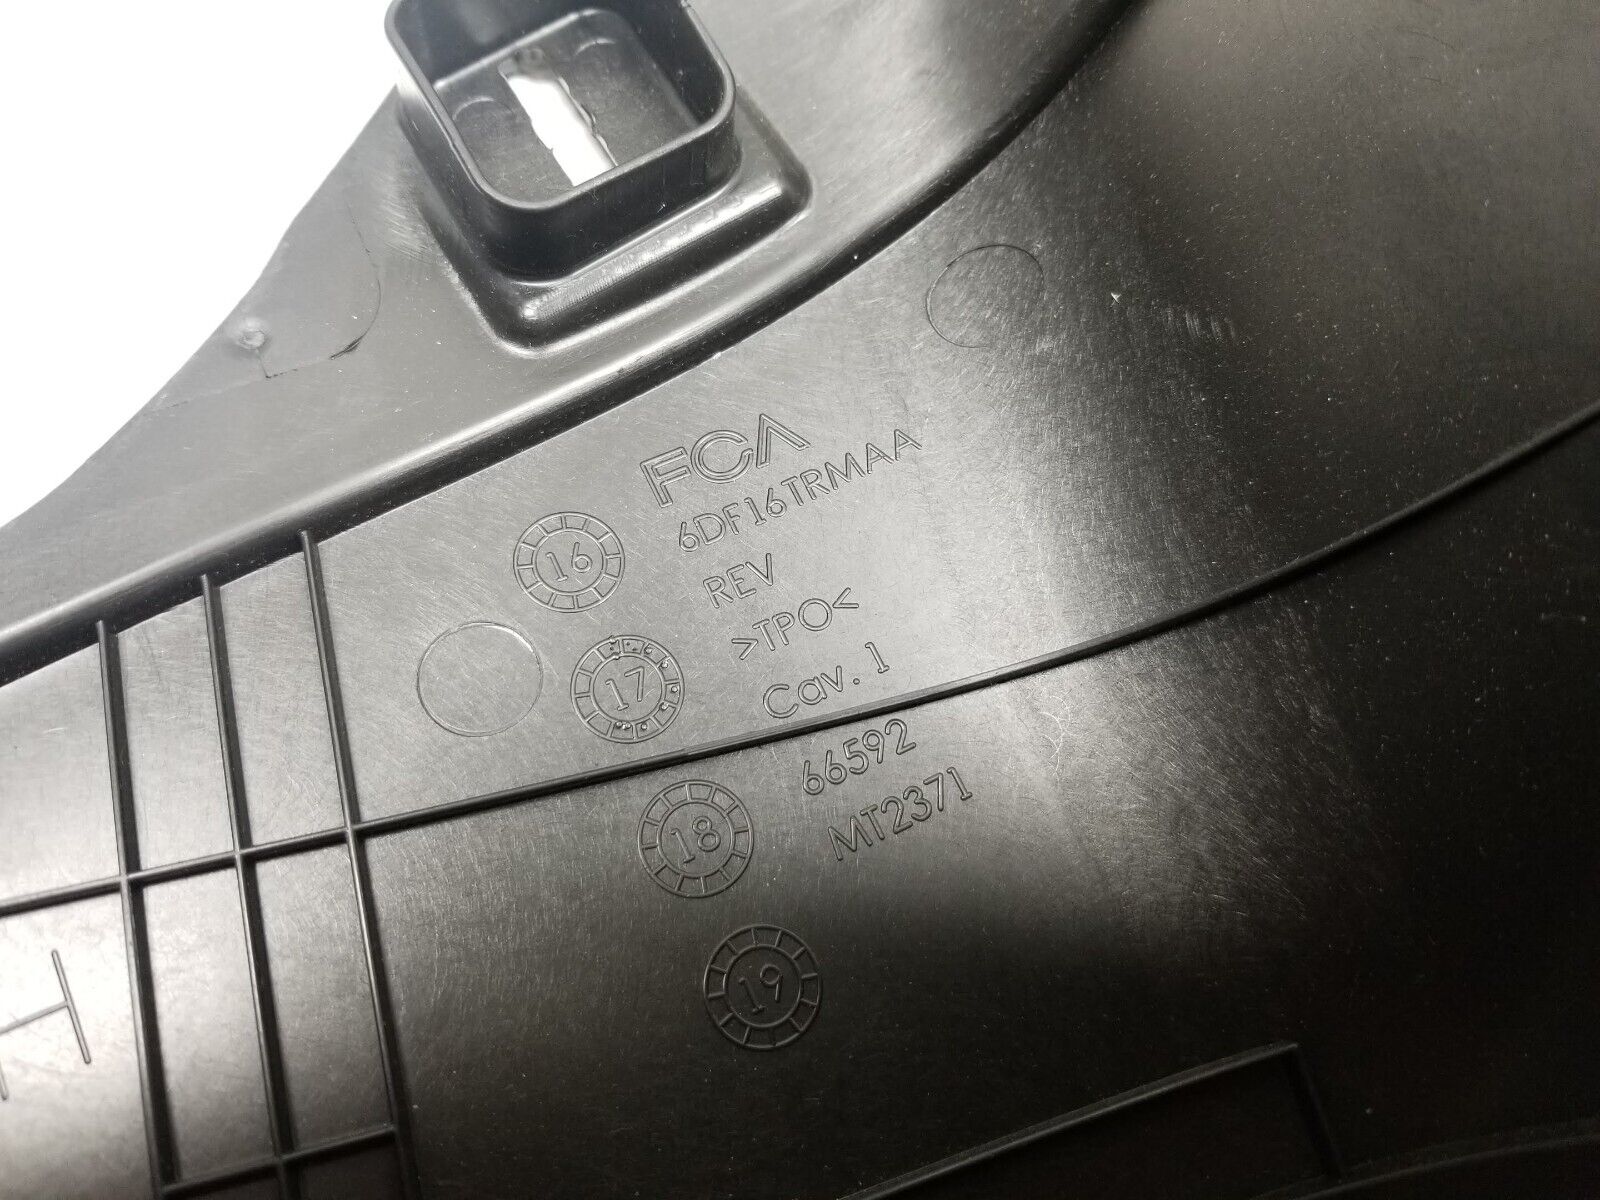 FCA
6DF16TRMAA
REV
>TPO<
Cav. 1
66592
MT2371
16
17
18
19
H